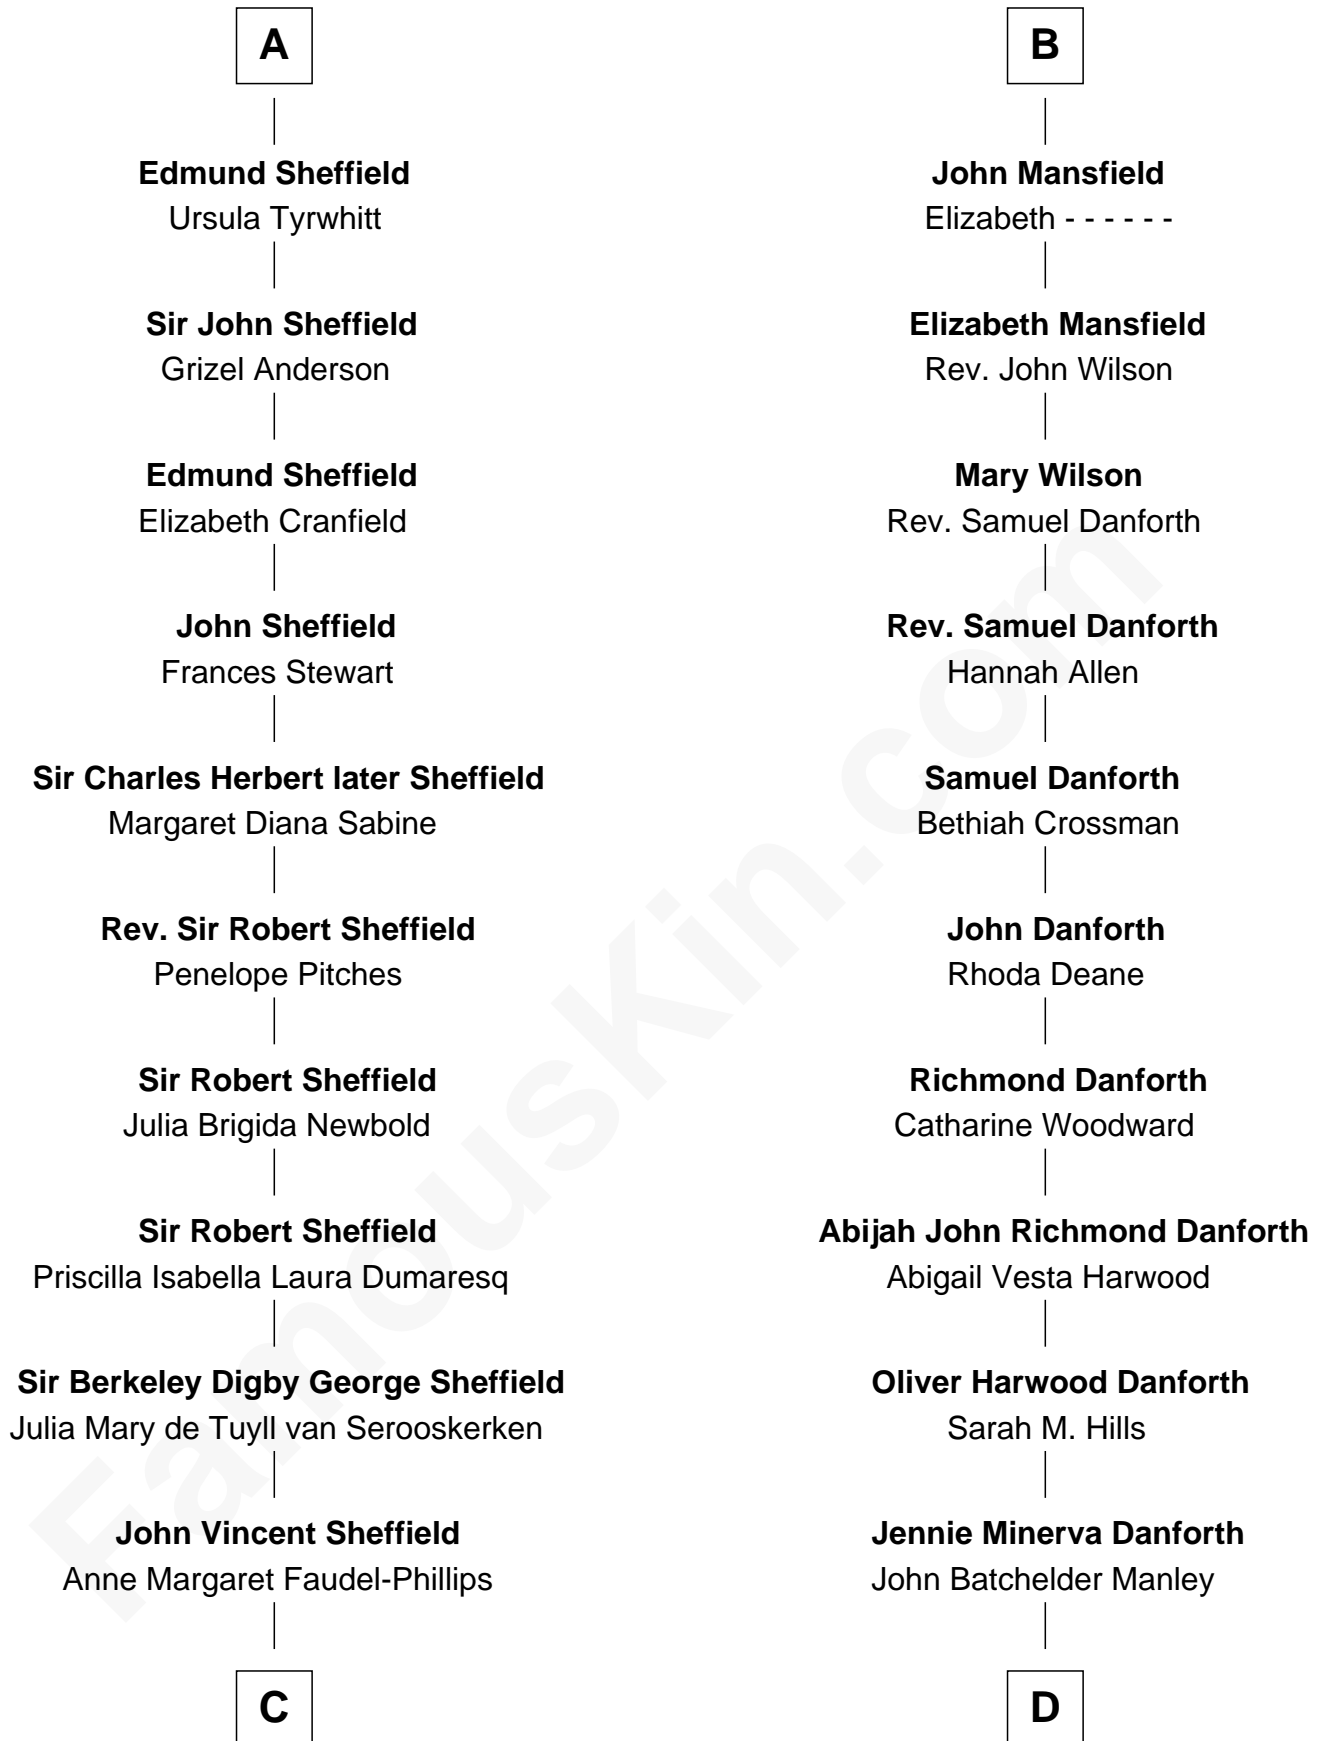 A
Edmund Sheffield
Ursula Tyrwhitt
Sir John Sheffield
Grizel Anderson
Edmund Sheffield
Elizabeth Cranfield
John Sheffield
Frances Stewart
Sir Charles Herbert later Sheffield
Margaret Diana Sabine
Rev. Sir Robert Sheffield
Penelope Pitches
Sir Robert Sheffield
Julia Brigida Newbold
Sir Robert Sheffield
Priscilla Isabella Laura Dumaresq
Sir Berkeley Digby George Sheffield
Julia Mary de Tuyll van Serooskerken
John Vincent Sheffield
Anne Margaret Faudel-Phillips
C
B
John Mansfield
Elizabeth - - - - - -
Elizabeth Mansfield
Rev. John Wilson
Mary Wilson
Rev. Samuel Danforth
Rev. Samuel Danforth
Hannah Allen
Samuel Danforth
Bethiah Crossman
John Danforth
Rhoda Deane
Richmond Danforth
Catharine Woodward
Abijah John Richmond Danforth
Abigail Vesta Harwood
Oliver Harwood Danforth
Sarah M. Hills
Jennie Minerva Danforth
John Batchelder Manley
D
FamousKin.com